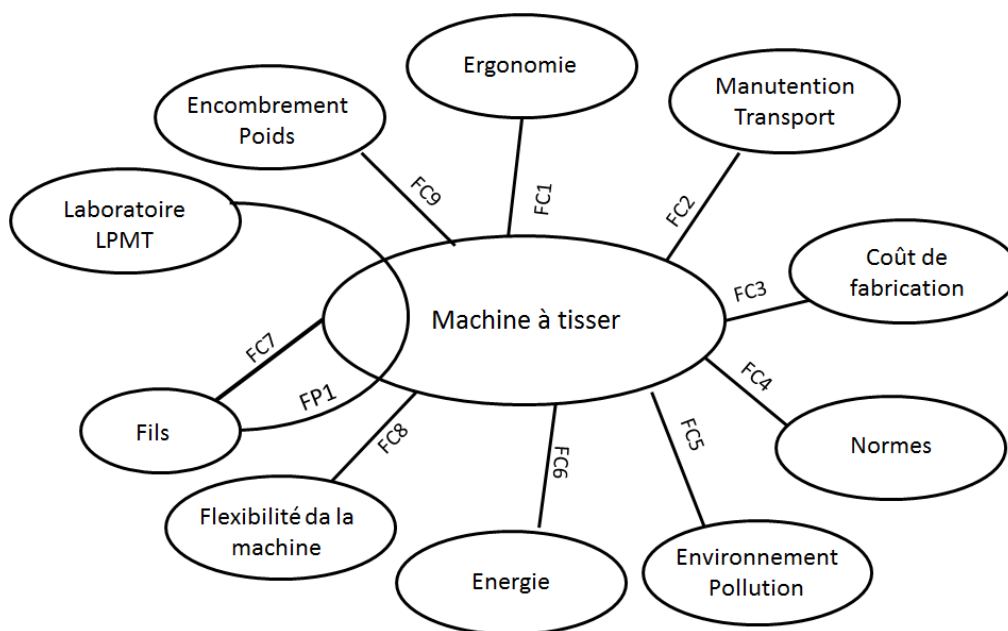 Ergonomie
Manutention
Transport
Encombrement
Poids
FC9
FC1
FC2
Laboratoire
LPMT
Coût de
fabrication
FC3
Machine à tisser
FC7
FC4
FP1
Fils
FC8
FC5
FC6
Normes
Flexibilité da la
machine
Energie
Environnement
Pollution